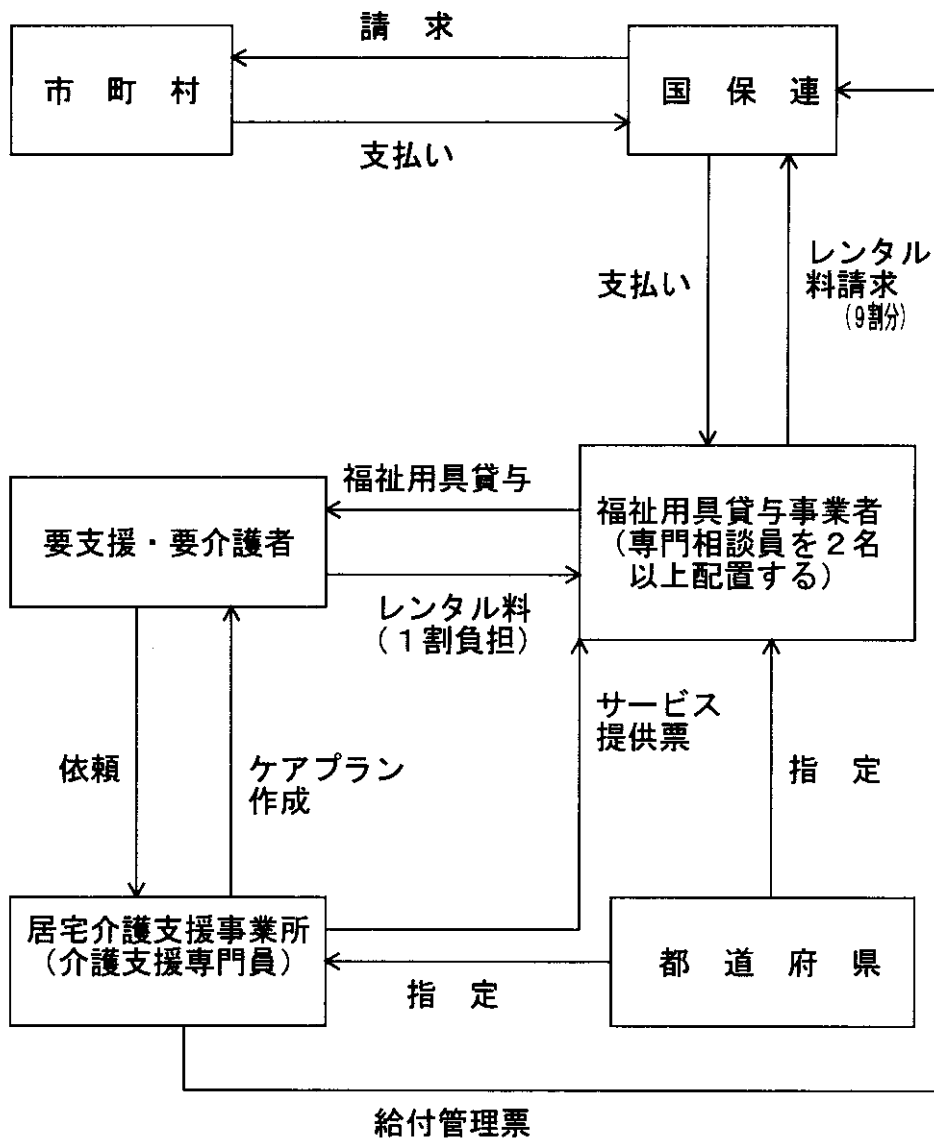 請　求
市　町　村
国　保　連
支払い
支払い
レンタル
料請求
（９割分）
福祉用具貸与
要支援・要介護者
福祉用具貸与事業者
（専門相談員を２名
以上配置する）
レンタル料
（１割負担）
サービス
提供票
依頼
ケアプラン
作成
指　定
居宅介護支援事業所
（介護支援専門員）
都　道　府　県
指　定
給付管理票